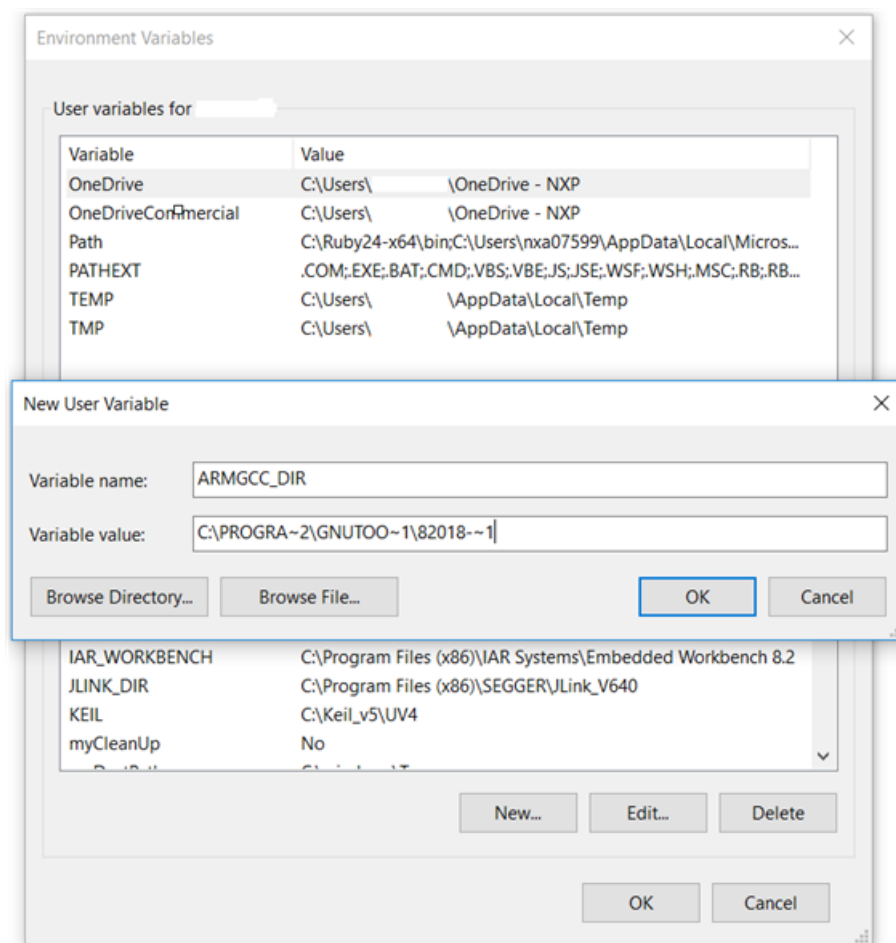 Environment Variables
User variables for
Variable Value
OneDrive C:\Users\ \OneDrive - NXP
OneDriveCommercial C:\Users\ \OneDrive - NXP
Path C:\Ruby24-x64\bin;C:\Users\nxa07599\AppData\Local\Micros...
PATHEXT .COM;.EXE;.BAT;.CMD;.VBS;.VBE;.JS;.JSE;.WSF;.WSH;.MSC;.RB;.RB...
TEMP C:\Users\ \AppData\Local\Temp
TMP C:\Users\ \AppData\Local\Temp
New User Variable
Variable name: ARMGCC_DIR
Variable value: C:\PROGRA~2\GNUTOO~1\82018-~1
Browse Directory... Browse File... OK Cancel
IAR_WORKBENCH C:\Program Files (x86)\IAR Systems\Embedded Workbench 8.2
JLINK_DIR C:\Program Files (x86)\SEGGER\JLink_V640
KEIL C:\Keil_v5\UV4
myCleanUp No
New... Edit... Delete
OK Cancel